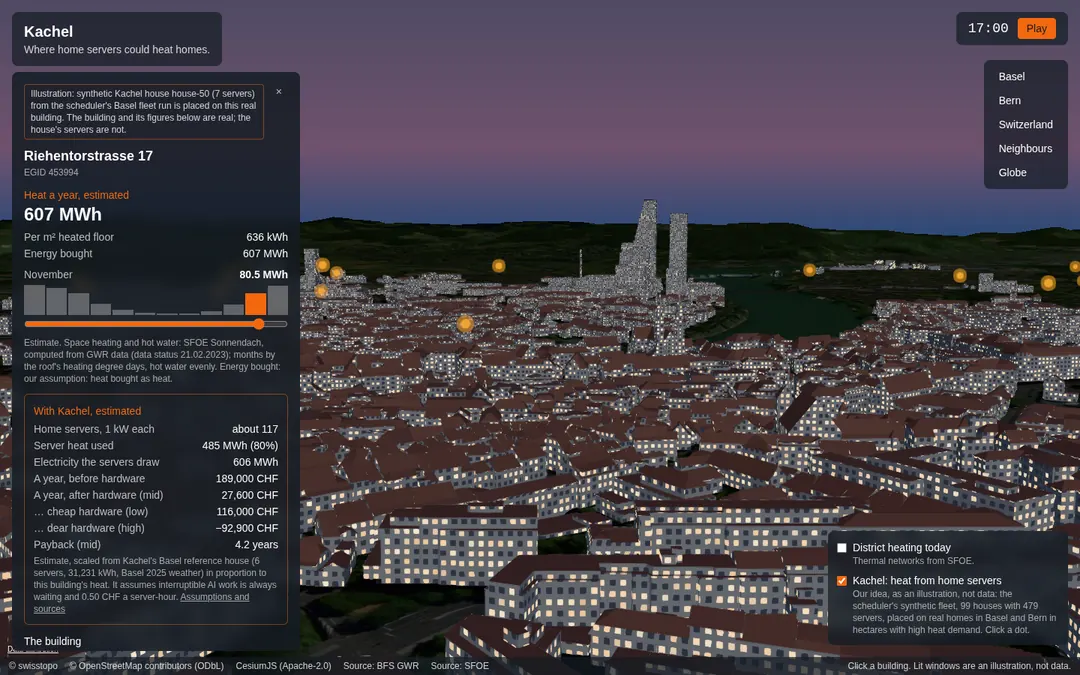 Kachel
Where home servers could heat homes.
17:00
Play
Basel
Bern
Switzerland
Neighbours
Globe
Illustration: synthetic Kachel house house-50 (7 servers)
from the scheduler's Basel fleet run is placed on this real
building. The building and its figures below are real; the
house's servers are not.
×
Riehentorstrasse 17
EGID 453994
Heat a year, estimated
607 MWh
Per m² heated floor 636 kWh
Energy bought 607 MWh
November 80.5 MWh
Estimate. Space heating and hot water: SFOE Sonnendach,
computed from GWR data (data status 21.02.2023); months by
the roof's heating degree days, hot water evenly. Energy bought:
our assumption: heat bought as heat.
With Kachel, estimated
Home servers, 1 kW each about 117
Server heat used 485 MWh (80%)
Electricity the servers draw 606 MWh
A year, before hardware 189,000 CHF
A year, after hardware (mid) 27,600 CHF
… cheap hardware (low) 116,000 CHF
… dear hardware (high) −92,900 CHF
Payback (mid) 4.2 years
Estimate, scaled from Kachel's Basel reference house (6
servers, 31,231 kWh, Basel 2025 weather) in proportion to
this building's heat. It assumes interruptible AI work is always
waiting and 0.50 CHF a server-hour. Assumptions and
sources
The building
District heating today
Thermal networks from SFOE.
Kachel: heat from home servers
Our idea, as an illustration, not data: the
scheduler's synthetic fleet, 99 houses with 479
servers, placed on real homes in Basel and Bern in
hectares with high heat demand. Click a dot.
© swisstopo © OpenStreetMap contributors (ODbL) CesiumJS (Apache-2.0) Source: BFS GWR Source: SFOE
Click a building. Lit windows are an illustration, not data.